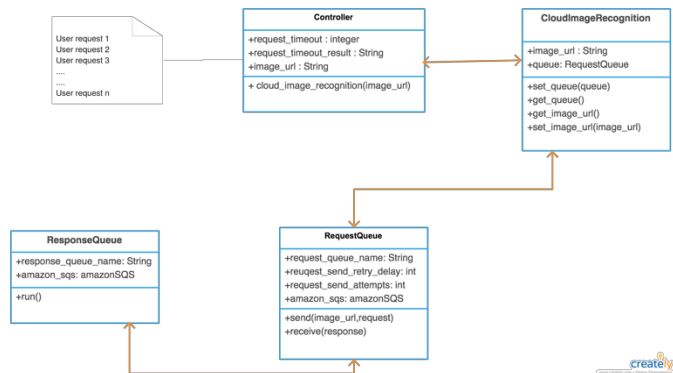 User request 1
User request 2
User request 3
....
....
User request n
Controller
+request_timeout : integer
+request_timeout_result : String
+image_url : String
+ cloud_image_recognition(image_url)
CloudImageRecognition
+image_url : String
+queue: RequestQueue
+set_queue(queue)
+get_queue()
+get_image_url()
+set_image_url(image_url)
ResponseQueue
+response_queue_name: String
+amazon_sqs: amazonSQS
+run()
RequestQueue
+request_queue_name: String
+reuqest_send_retry_delay: int
+request_send_attempts: int
+amazon_sqs: amazonSQS
+send(image_url,request)
+receive(response)
creately